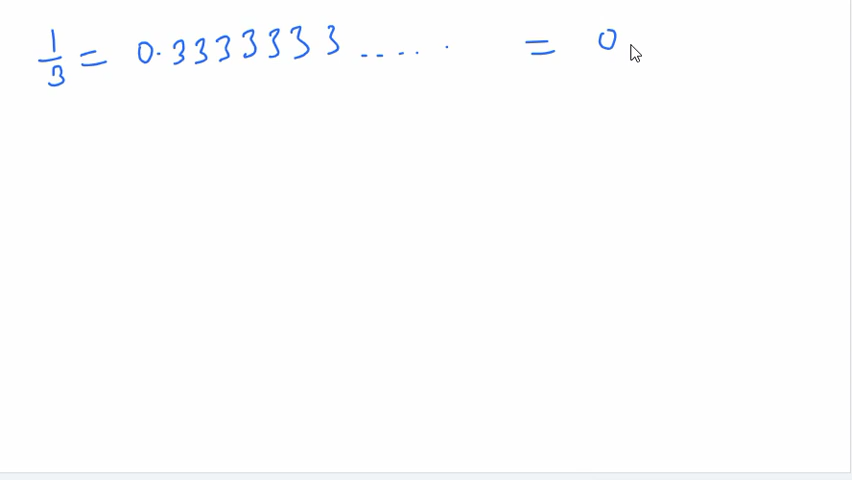 1/3 = 0.3333333 ...... = 0